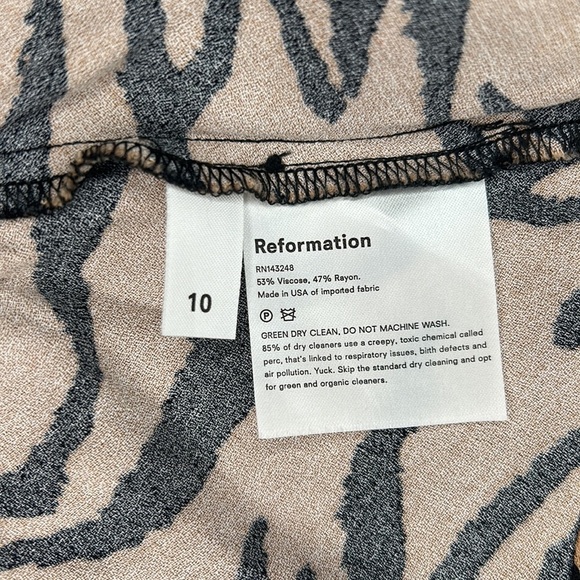 10
Reformation
RN143248
53% Viscose, 47% Rayon.
Made in USA of imported fabric
P
GREEN DRY CLEAN, DO NOT MACHINE WASH.
85% of dry cleaners use a creepy, toxic chemical called
perc, that's linked to respiratory issues, birth defects and
air pollution. Yuck. Skip the standard dry cleaning and opt
for green and organic cleaners.